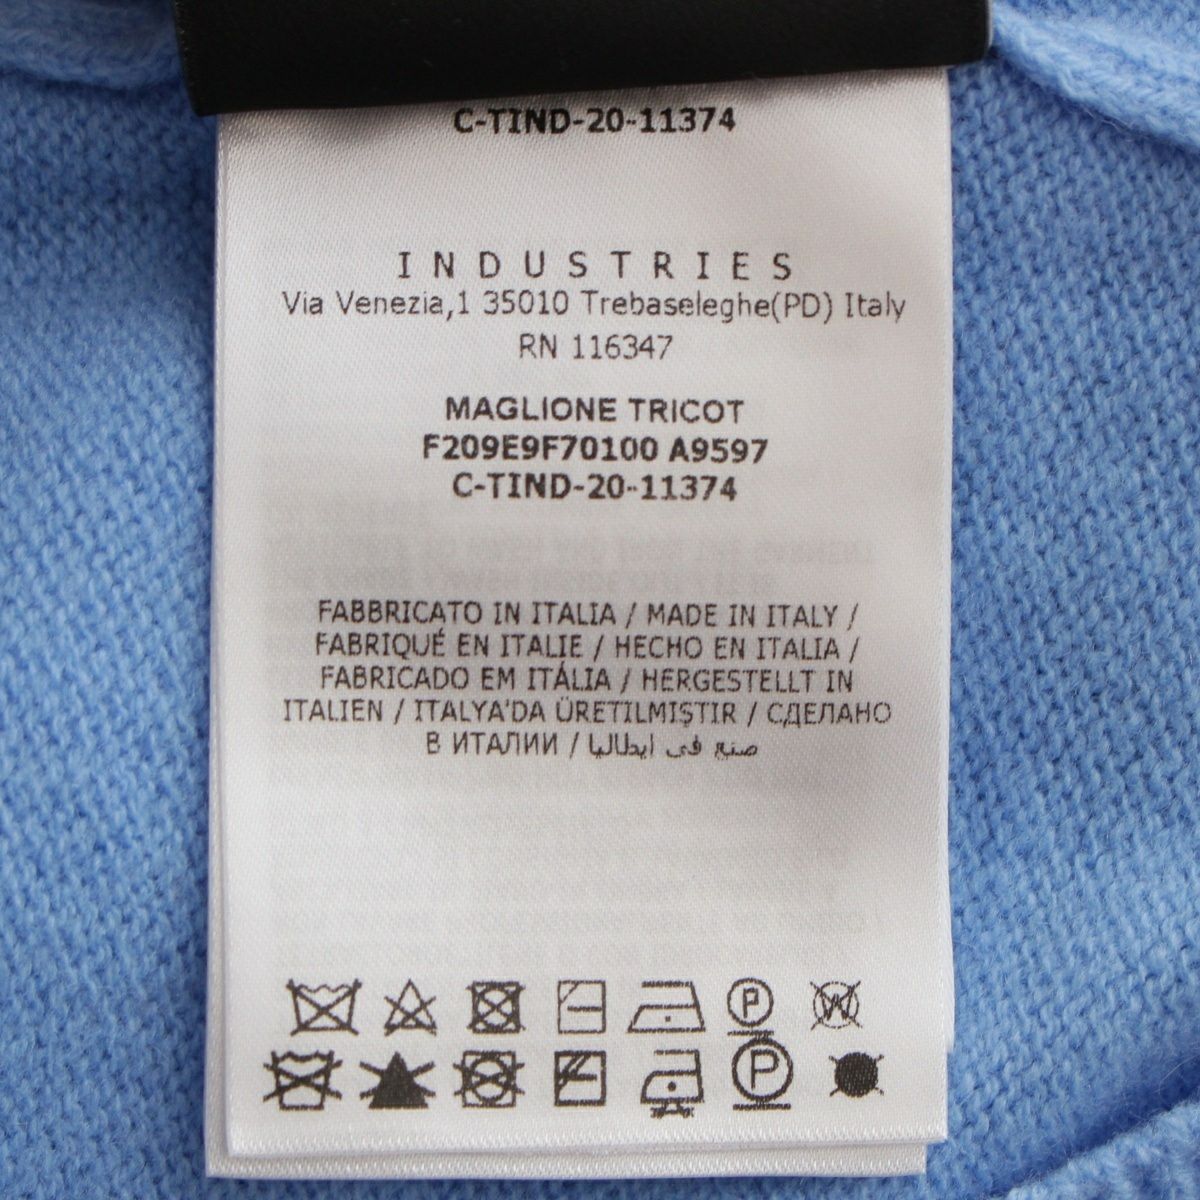 C-TIND-20-11374
INDUSTRIES
Via Venezia,1 35010 Trebaseleghe(PD) Italy
RN 116347
MAGLIONE TRICOT
F209E9F70100 A9597
C-TIND-20-11374
FABBRICATO IN ITALIA / MADE IN ITALY /
FABRIQUÉ EN ITALIE / HECHO EN ITALIA /
FABRICADO EM ITÁLIA / HERGESTELLT IN
ITALIEN / ITALYA'DA ÜRETILMIŞTIR / СДЕЛАНО
В ИТАЛИИ / صنع في ايطاليا
P W
P